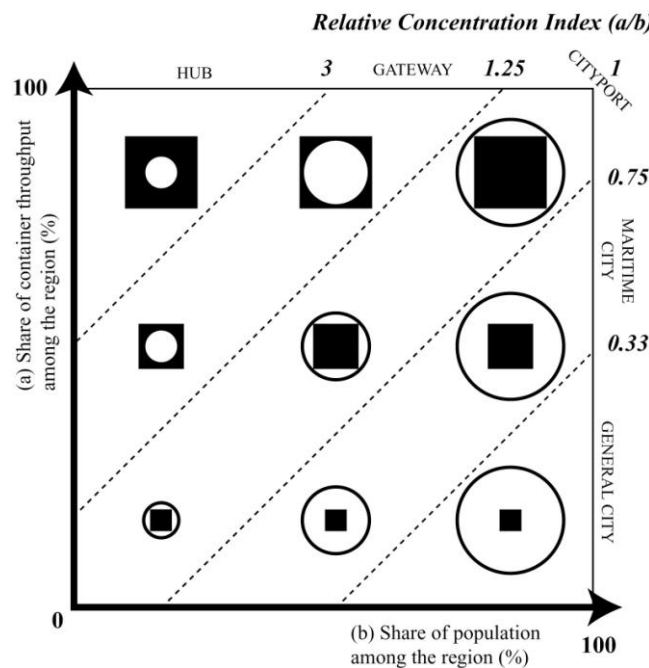 Relative Concentration Index (a/b)
HUB 3 GATEWAY 1.25 CITYPORT 1
100
0.75
MARITIME
CITY
0.33
GENERAL CITY
(a) Share of container throughput
among the region (%)
0
(b) Share of population
among the region (%)
100